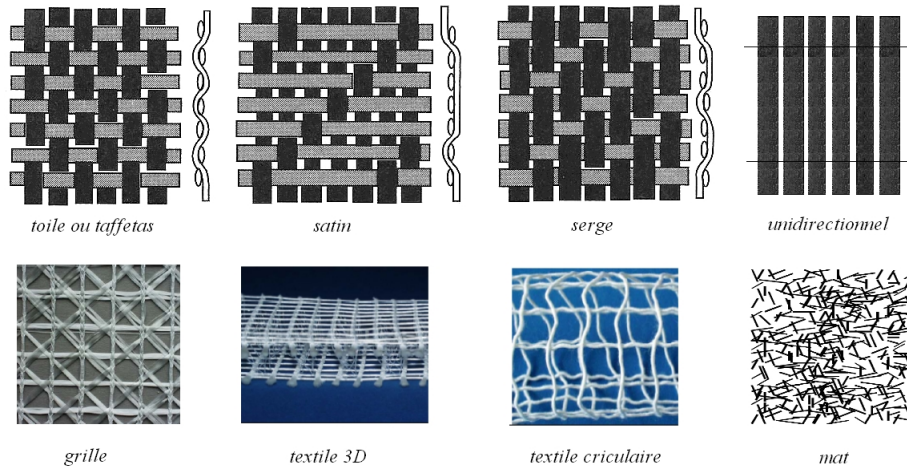 toile ou taffetas
satin
serge
unidirectionnel
grille
textile 3D
textile criculaire
mat